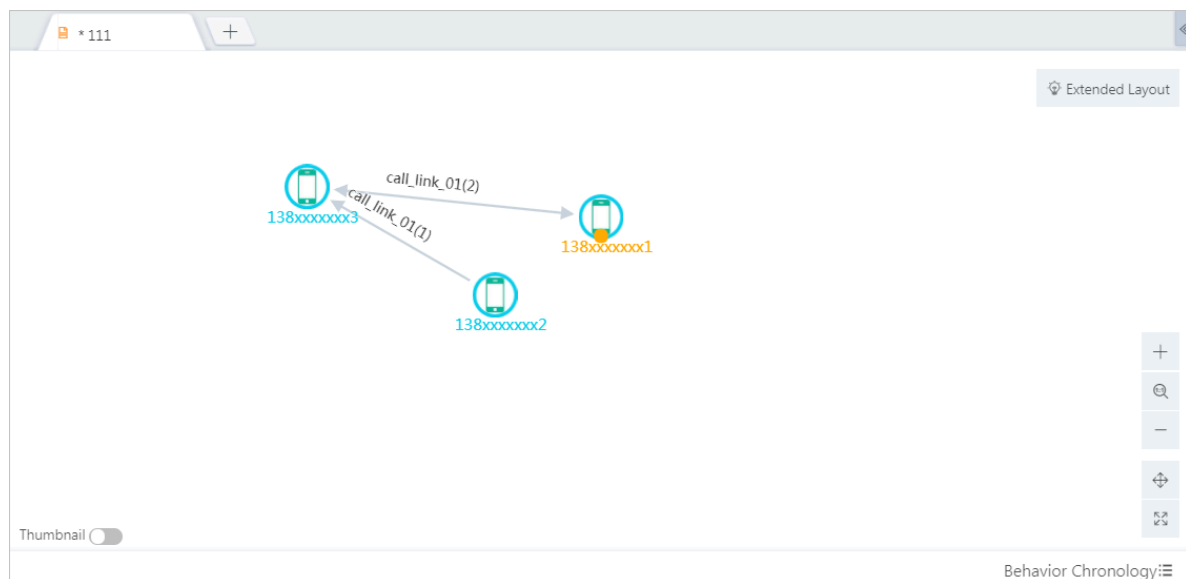 * 111
Extended Layout
call_link_01(2)
call_link_01(1)
138xxxxxxx3
138xxxxxxx1
138xxxxxxx2
Thumbnail
Behavior Chronology